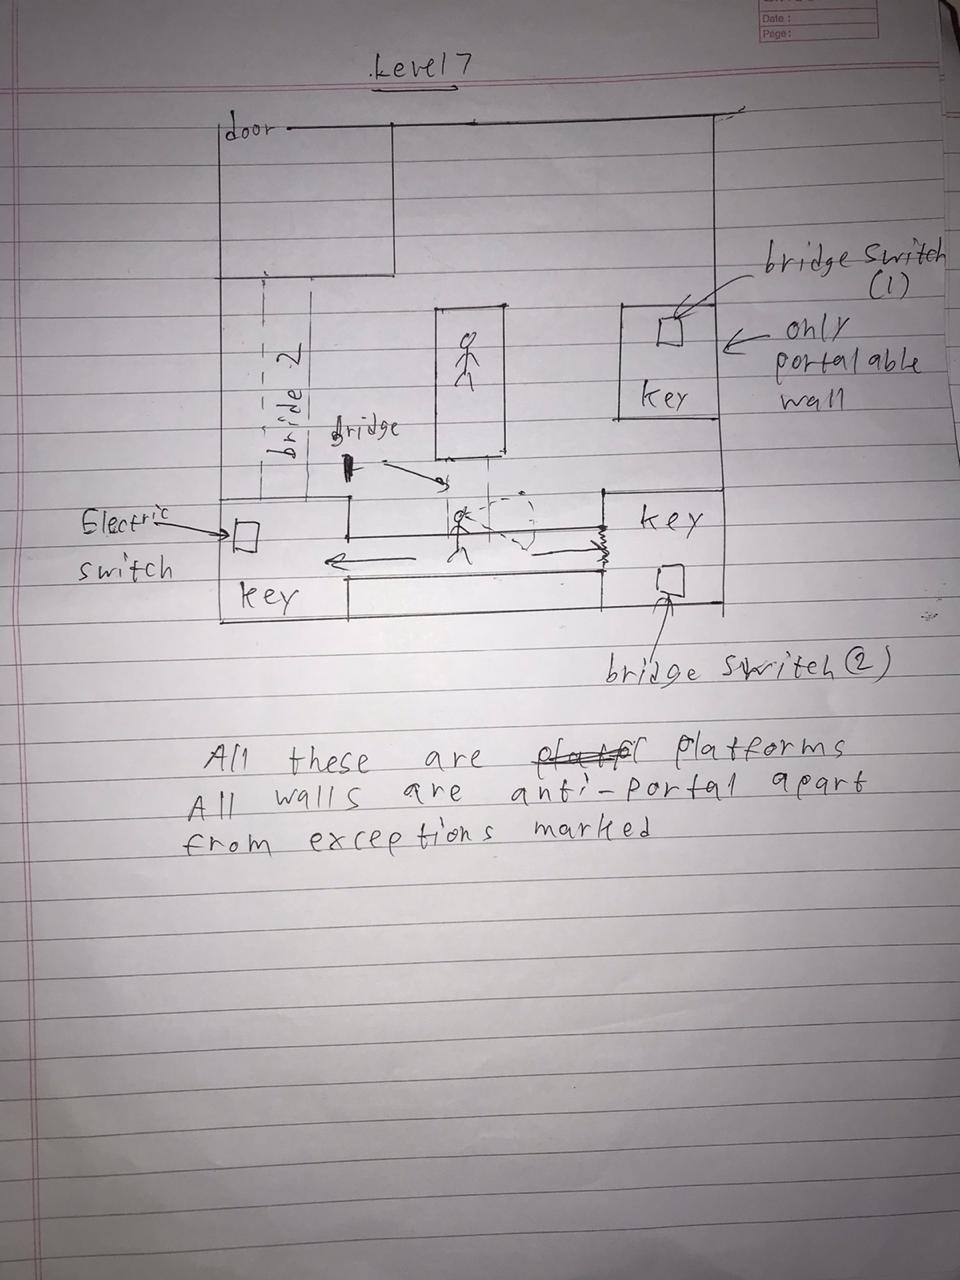 Date :
Page :
Level 7
door
bridge switch
(1)
only
portalable
wall
key
bride 2
bridge
Electric
switch
key
key
bridge switch (2)
All these are platforms
All walls are anti-portal apart
from exceptions marked